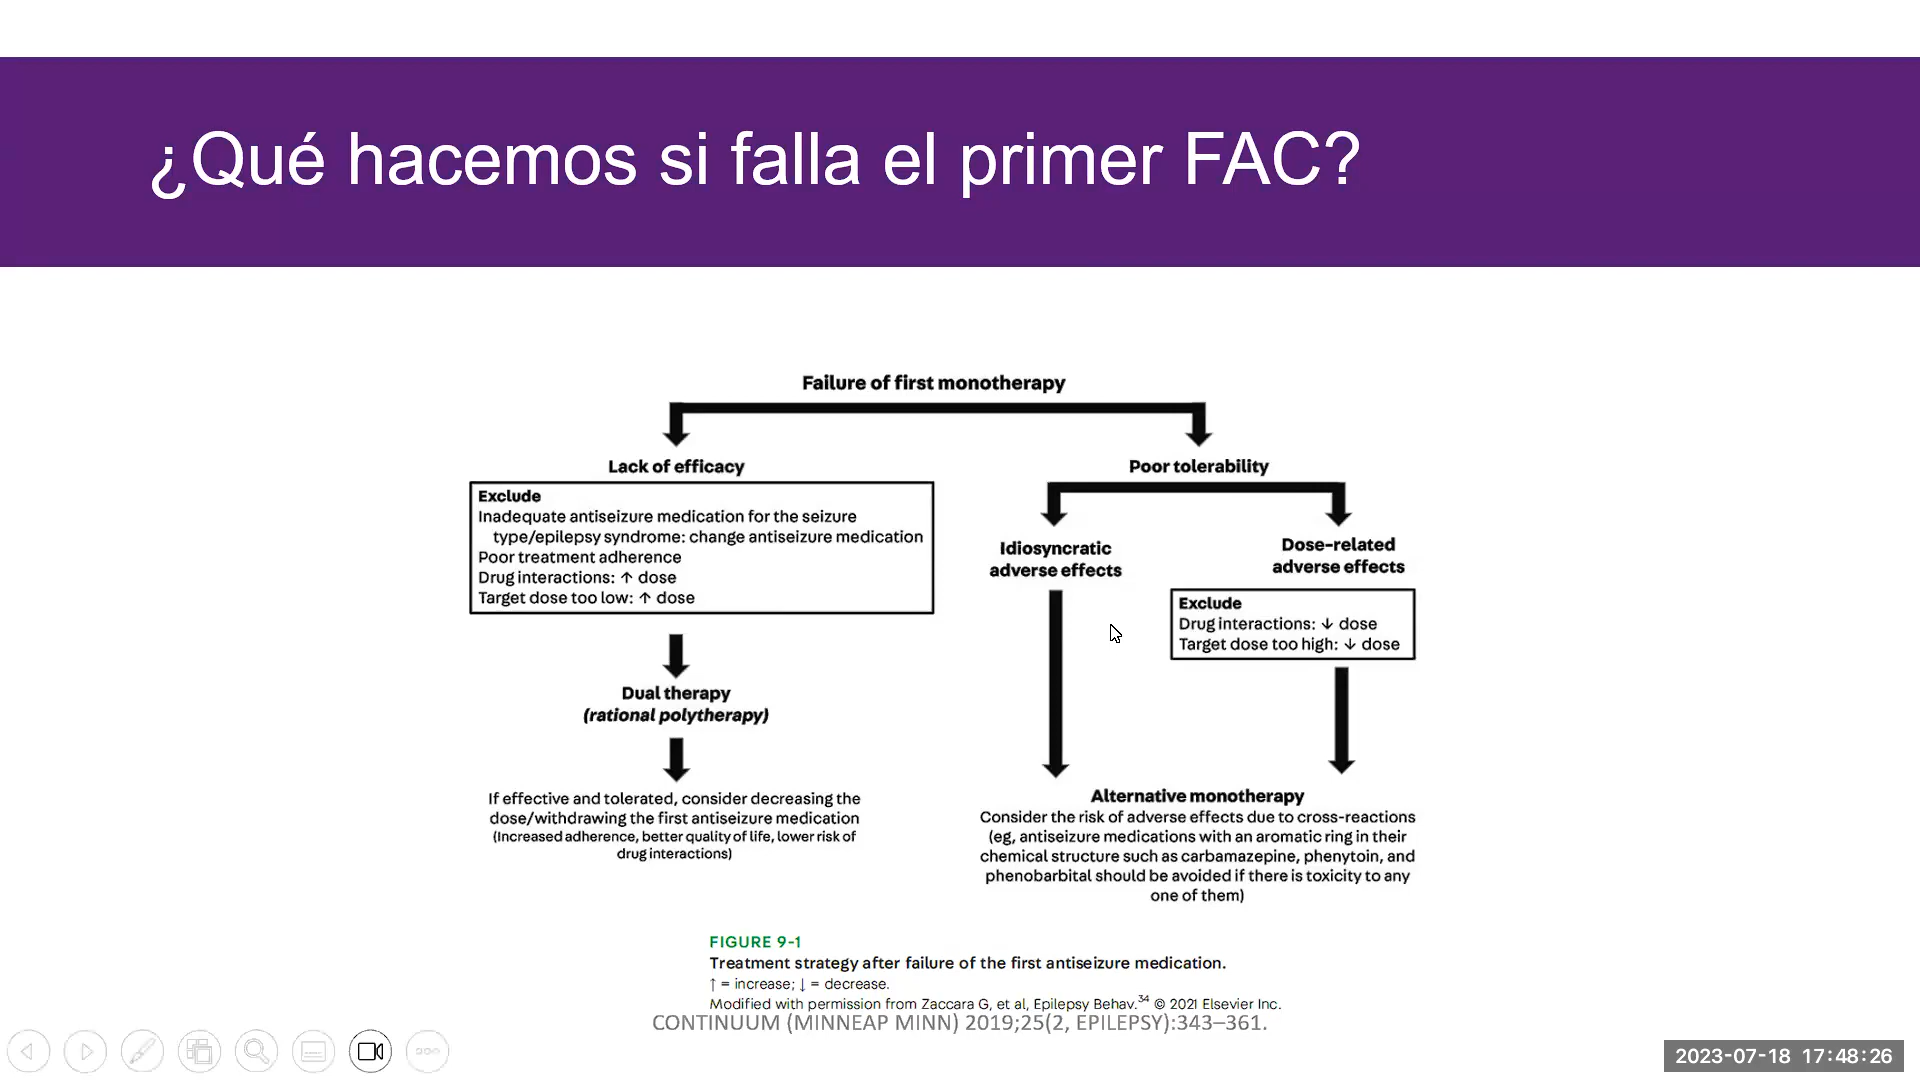 ¿Qué hacemos si falla el primer FAC?
Failure of first monotherapy
Lack of efficacy
Exclude
Inadequate antiseizure medication for the seizure
type/epilepsy syndrome: change antiseizure medication
Poor treatment adherence
Drug interactions: ↑ dose
Target dose too low: ↑ dose
Dual therapy
(rational polytherapy)
If effective and tolerated, consider decreasing the
dose/withdrawing the first antiseizure medication
(Increased adherence, better quality of life, lower risk of
drug interactions)
Poor tolerability
Idiosyncratic
adverse effects
Dose-related
adverse effects
Exclude
Drug interactions: ↓ dose
Target dose too high: ↓ dose
Alternative monotherapy
Consider the risk of adverse effects due to cross-reactions
(eg, antiseizure medications with an aromatic ring in their
chemical structure such as carbamazepine, phenytoin, and
phenobarbital should be avoided if there is toxicity to any
one of them)
FIGURE 9-1
Treatment strategy after failure of the first antiseizure medication.
↑ = increase; ↓ = decrease.
Modified with permission from Zaccara G, et al, Epilepsy Behav.³⁴ © 2021 Elsevier Inc.
CONTINUUM (MINNEAP MINN) 2019;25(2, EPILEPSY):343–361.
2023-07-18 17:48:26